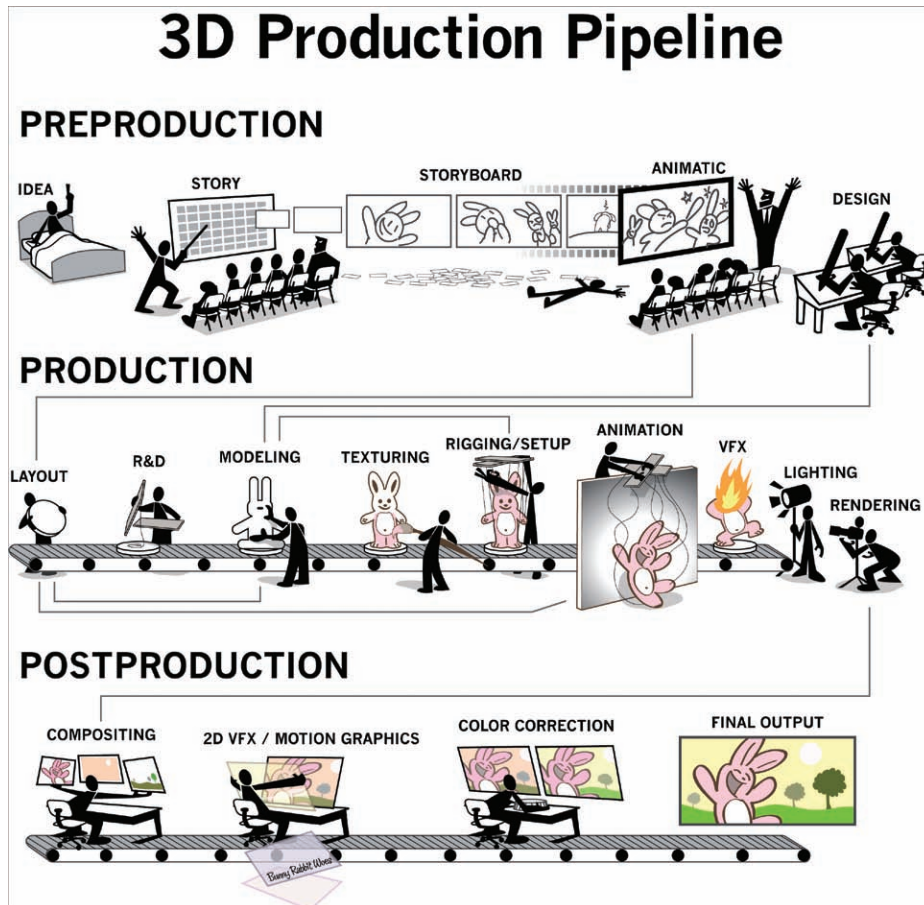 3D Production Pipeline
PREPRODUCTION
IDEA
STORY
STORYBOARD
ANIMATIC
DESIGN
PRODUCTION
LAYOUT
R&D
MODELING
TEXTURING
RIGGING/SETUP
ANIMATION
VFX
LIGHTING
RENDERING
POSTPRODUCTION
COMPOSITING
2D VFX / MOTION GRAPHICS
COLOR CORRECTION
FINAL OUTPUT
Bunny Rabbit Woes